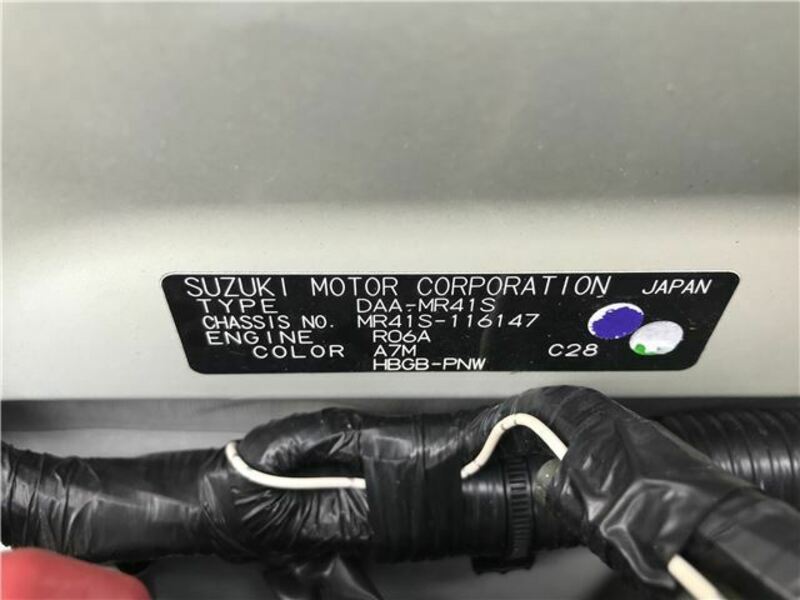 SUZUKI MOTOR CORPORATION JAPAN
TYPE DAA-MR41S
CHASSIS NO. MR41S-116147
ENGINE R06A
COLOR A7M C28
HBGB-PNW